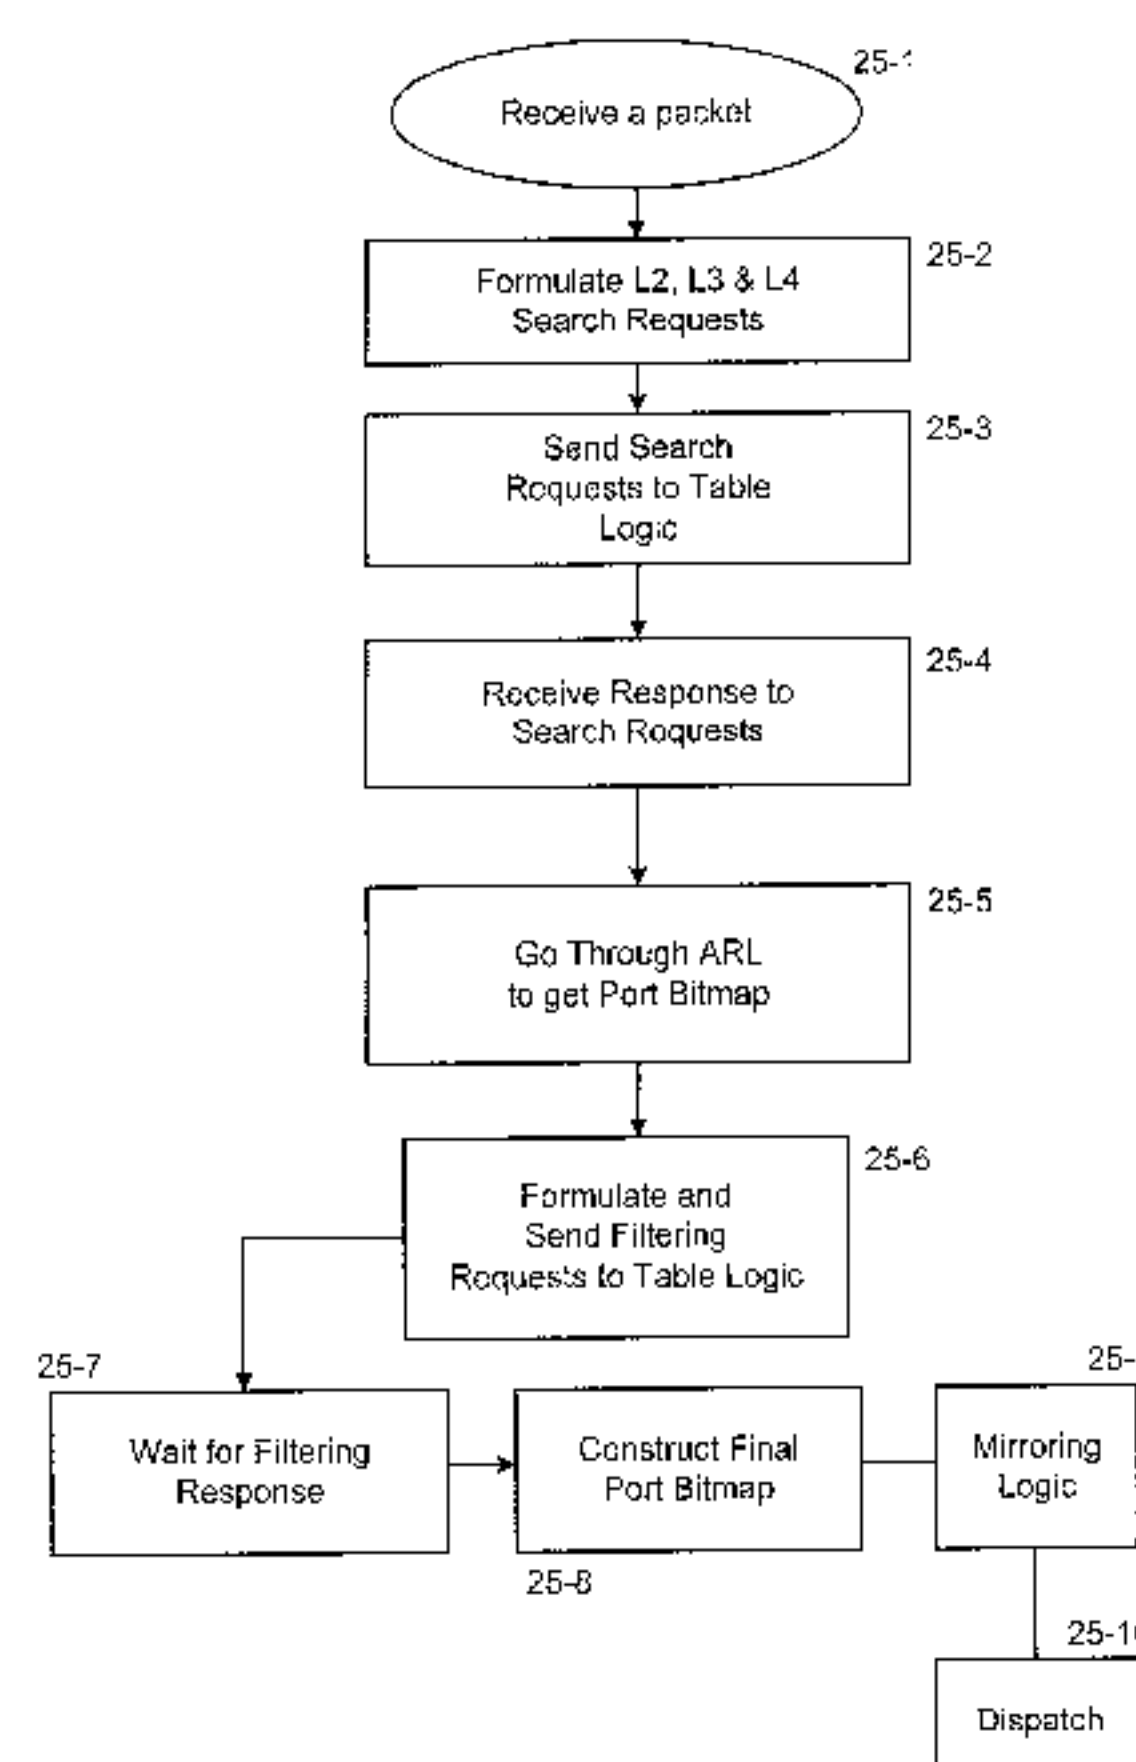 25-1
Receive a packet
25-2
Formulate L2, L3 & L4
Search Requests
25-3
Send Search
Requests to Table
Logic
25-4
Receive Response to
Search Requests
25-5
Go Through ARL
to get Port Bitmap
25-6
Formulate and
Send Filtering
Requests to Table Logic
25-7
Wait for Filtering
Response
Construct Final
Port Bitmap
25-8
25-
Mirroring
Logic
25-10
Dispatch